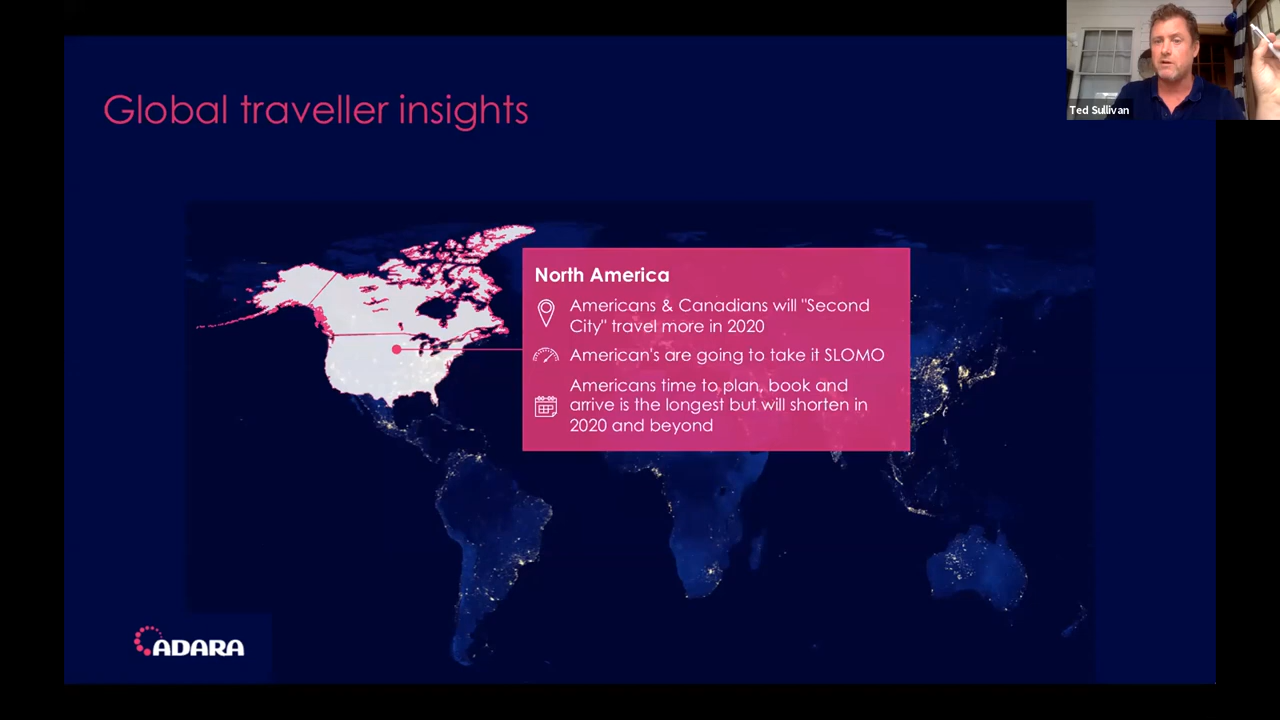 Global traveller insights
Ted Sullivan
North America
Americans & Canadians will "Second
City" travel more in 2020
American's are going to take it SLOMO
Americans time to plan, book and
arrive is the longest but will shorten in
2020 and beyond
ADARA